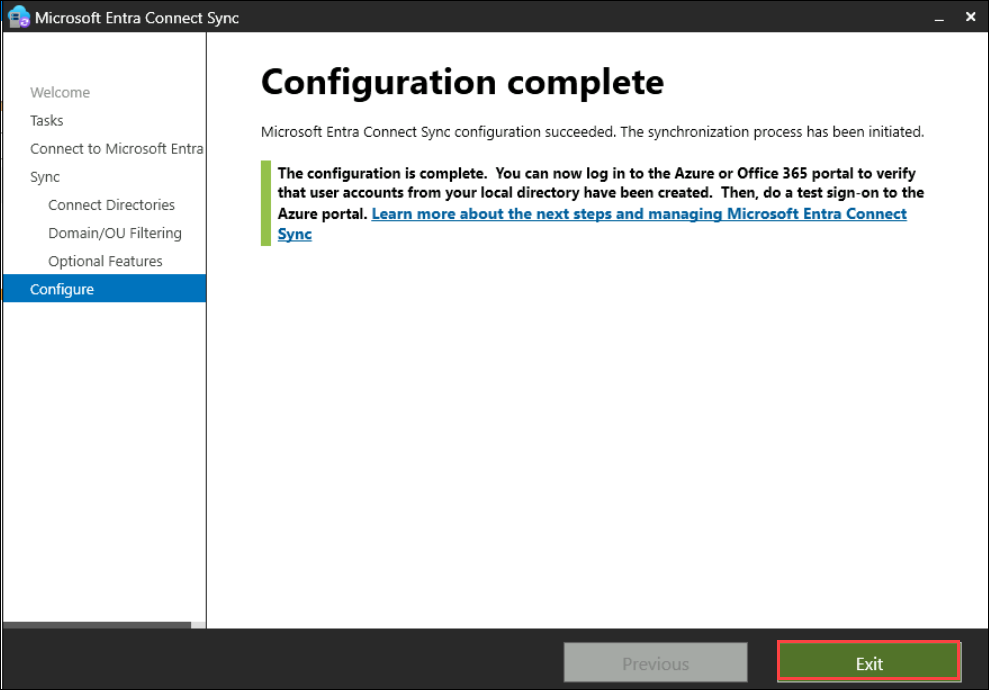 Microsoft Entra Connect Sync
Welcome
Tasks
Connect to Microsoft Entra
Sync
Connect Directories
Domain/OU Filtering
Optional Features
Configure
Configuration complete
Microsoft Entra Connect Sync configuration succeeded. The synchronization process has been initiated.
The configuration is complete.  You can now log in to the Azure or Office 365 portal to verify
that user accounts from your local directory have been created.  Then, do a test sign-on to the
Azure portal. Learn more about the next steps and managing Microsoft Entra Connect
Sync
Previous
Exit